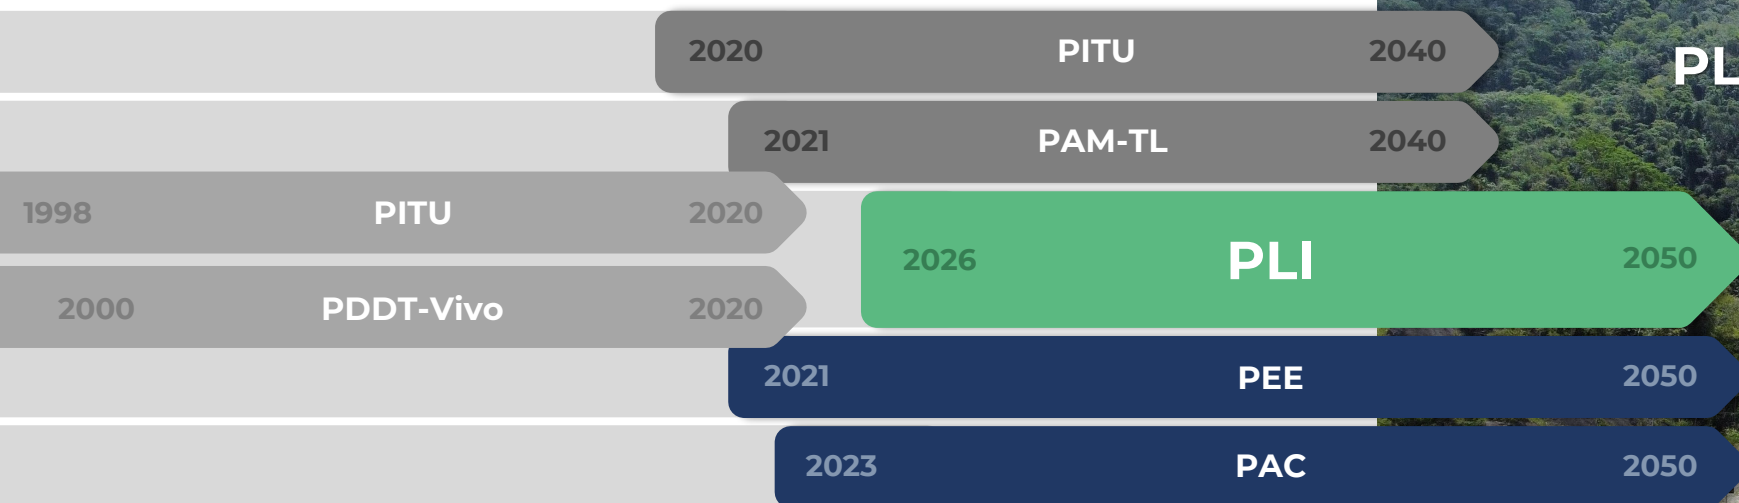 2020 PITU 2040
PL
2021 PAM-TL 2040
1998 PITU 2020
2026 PLI 2050
2000 PDDT-Vivo 2020
2021 PEE 2050
2023 PAC 2050